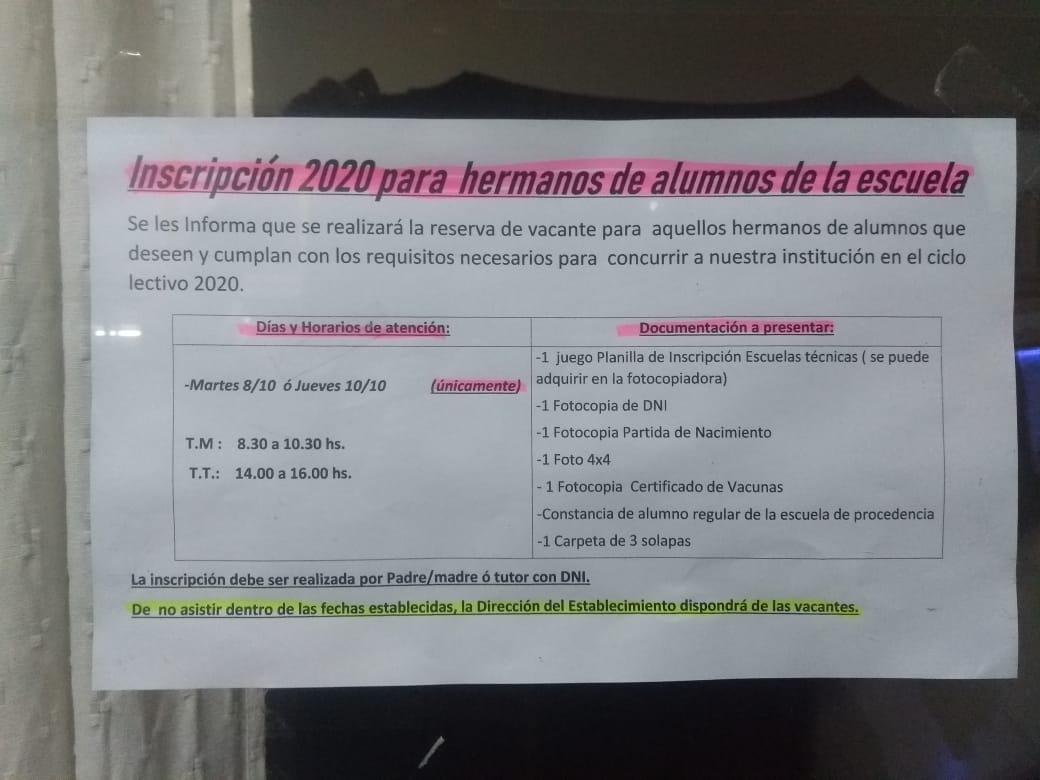 Inscripción 2020 para hermanos de alumnos de la escuela
Se les Informa que se realizará la reserva de vacante para aquellos hermanos de alumnos que
deseen y cumplan con los requisitos necesarios para concurrir a nuestra institución en el ciclo
lectivo 2020.
Días y Horarios de atención:
-Martes 8/10 ó Jueves 10/10 (únicamente)
T.M : 8.30 a 10.30 hs.
T.T.: 14.00 a 16.00 hs.
Documentación a presentar:
-1 juego Planilla de Inscripción Escuelas técnicas ( se puede
adquirir en la fotocopiadora)
-1 Fotocopia de DNI
-1 Fotocopia Partida de Nacimiento
-1 Foto 4x4
- 1 Fotocopia Certificado de Vacunas
-Constancia de alumno regular de la escuela de procedencia
-1 Carpeta de 3 solapas
La inscripción debe ser realizada por Padre/madre ó tutor con DNI.
De no asistir dentro de las fechas establecidas, la Dirección del Establecimiento dispondrá de las vacantes.